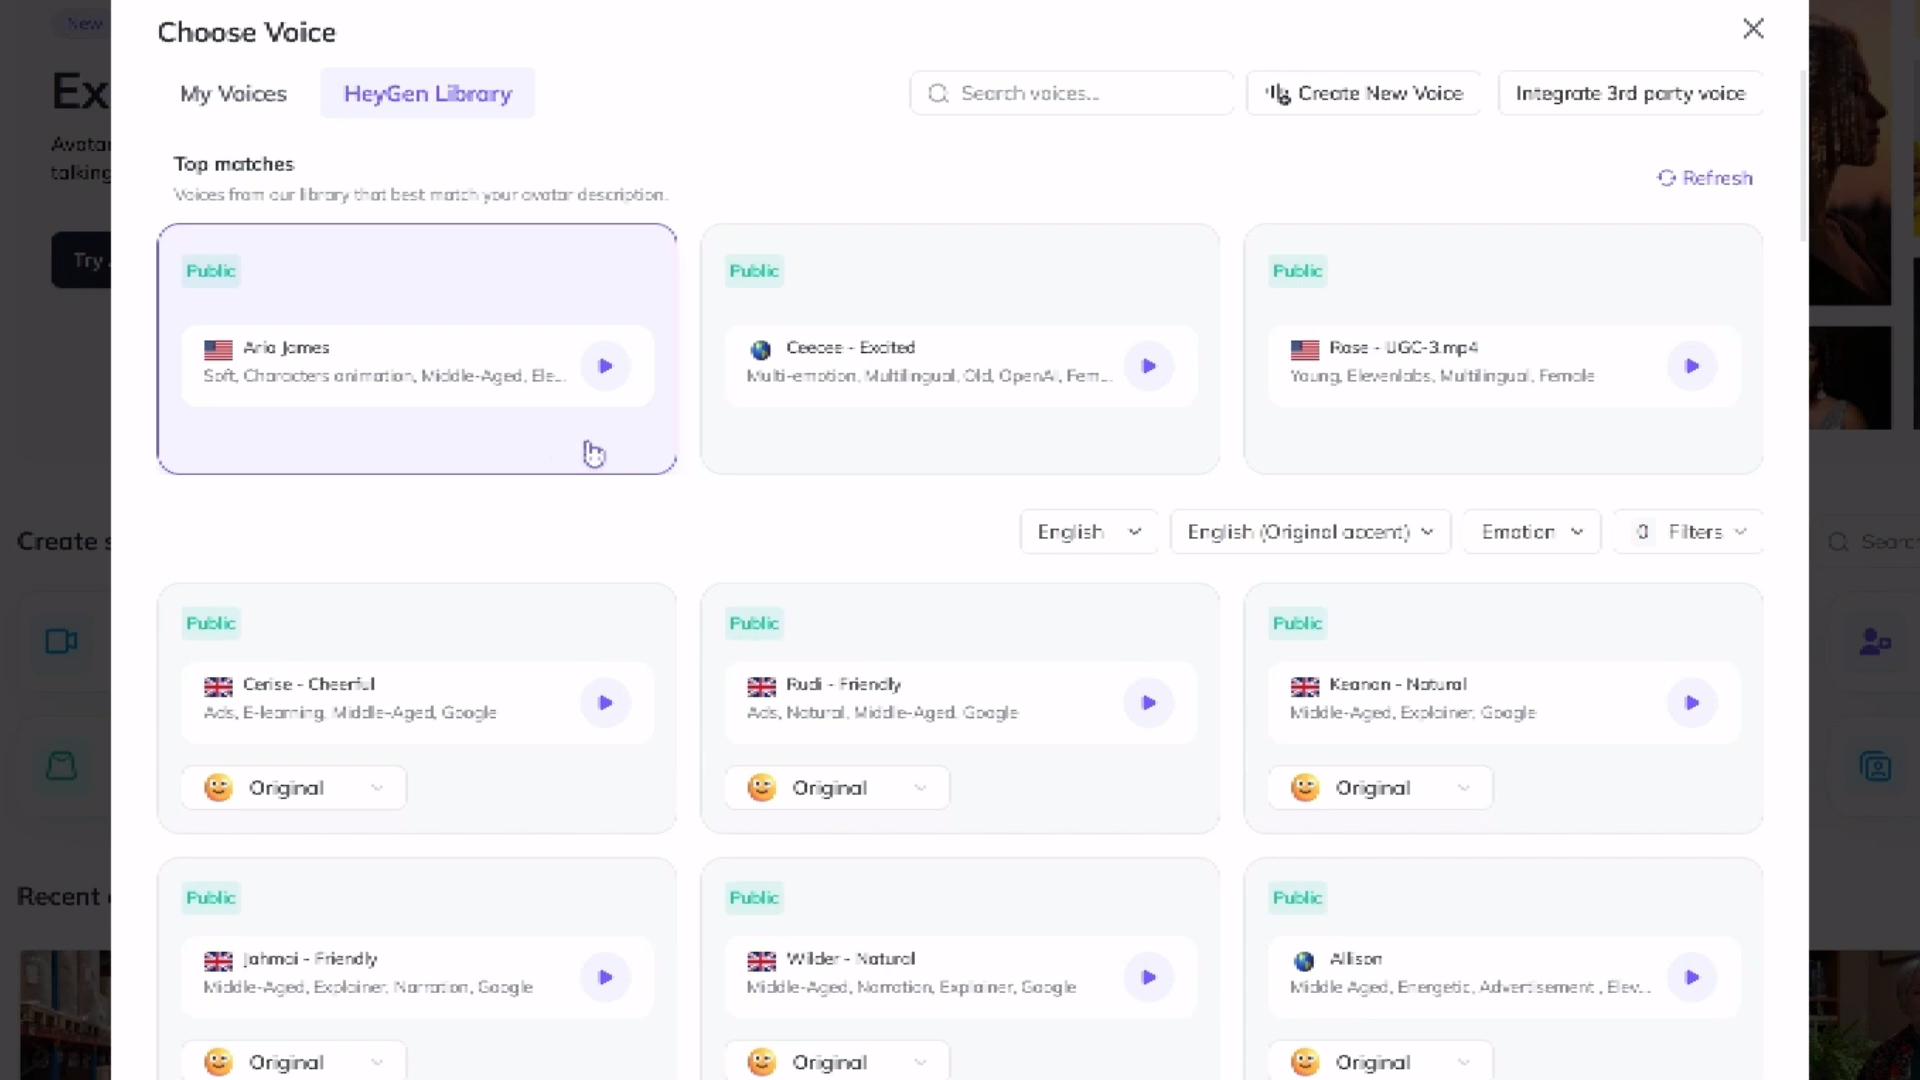 New
Choose Voice
Ex
My Voices
HeyGen Library
Search voices...
Create New Voice
Integrate 3rd party voice
Avatar
talking
Top matches
Voices from our library that best match your avatar description.
Refresh
Try
Public
Public
Public
Aria James
Soft, Characters animation, Middle-Aged, Ele...
Ceecee - Excited
Multi-emotion, Multilingual, Old, OpenAI, Fem...
Rose - UGC-3.mp4
Young, Elevenlabs, Multilingual, Female
Create s
English
English (Original accent)
Emotion
0 Filters
Search
Public
Public
Public
Cerise - Cheerful
Ads, E-learning, Middle-Aged, Google
Rudi - Friendly
Ads, Natural, Middle-Aged, Google
Keanan - Natural
Middle-Aged, Explainer, Google
Original
Original
Original
Recent
Public
Public
Public
Jahmai - Friendly
Middle-Aged, Explainer, Narration, Google
Wilder - Natural
Middle-Aged, Narration, Explainer, Google
Allison
Middle Aged, Energetic, Advertisement , Elev...
Original
Original
Original